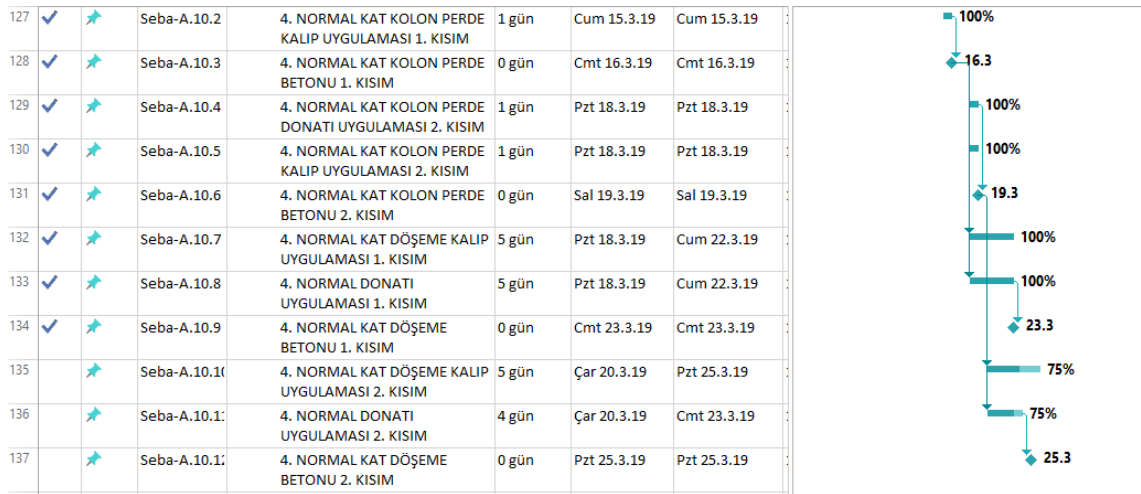 127 Seba-A.10.2 4. NORMAL KAT KOLON PERDE 1 gün Cum 15.3.19 Cum 15.3.19 100%
KALIP UYGULAMASI 1. KISIM
128 Seba-A.10.3 4. NORMAL KAT KOLON PERDE 0 gün Cmt 16.3.19 Cmt 16.3.19 16.3
BETONU 1. KISIM
129 Seba-A.10.4 4. NORMAL KAT KOLON PERDE 1 gün Pzt 18.3.19 Pzt 18.3.19 100%
DONATI UYGULAMASI 2. KISIM
130 Seba-A.10.5 4. NORMAL KAT KOLON PERDE 1 gün Pzt 18.3.19 Pzt 18.3.19 100%
KALIP UYGULAMASI 2. KISIM
131 Seba-A.10.6 4. NORMAL KAT KOLON PERDE 0 gün Sal 19.3.19 Sal 19.3.19 19.3
BETONU 2. KISIM
132 Seba-A.10.7 4. NORMAL KAT DÖŞEME KALIP 5 gün Pzt 18.3.19 Cum 22.3.19 100%
UYGULAMASI 1. KISIM
133 Seba-A.10.8 4. NORMAL DONATI 5 gün Pzt 18.3.19 Cum 22.3.19 100%
UYGULAMASI 1. KISIM
134 Seba-A.10.9 4. NORMAL KAT DÖŞEME 0 gün Cmt 23.3.19 Cmt 23.3.19 23.3
BETONU 1. KISIM
135 4. NORMAL KAT DÖŞEME KALIP 5 gün Çar 20.3.19 Pzt 25.3.19 75%
UYGULAMASI 2. KISIM
136 4. NORMAL DONATI 4 gün Çar 20.3.19 Cmt 23.3.19 75%
UYGULAMASI 2. KISIM
137 4. NORMAL KAT DÖŞEME 0 gün Pzt 25.3.19 Pzt 25.3.19 25.3
BETONU 2. KISIM